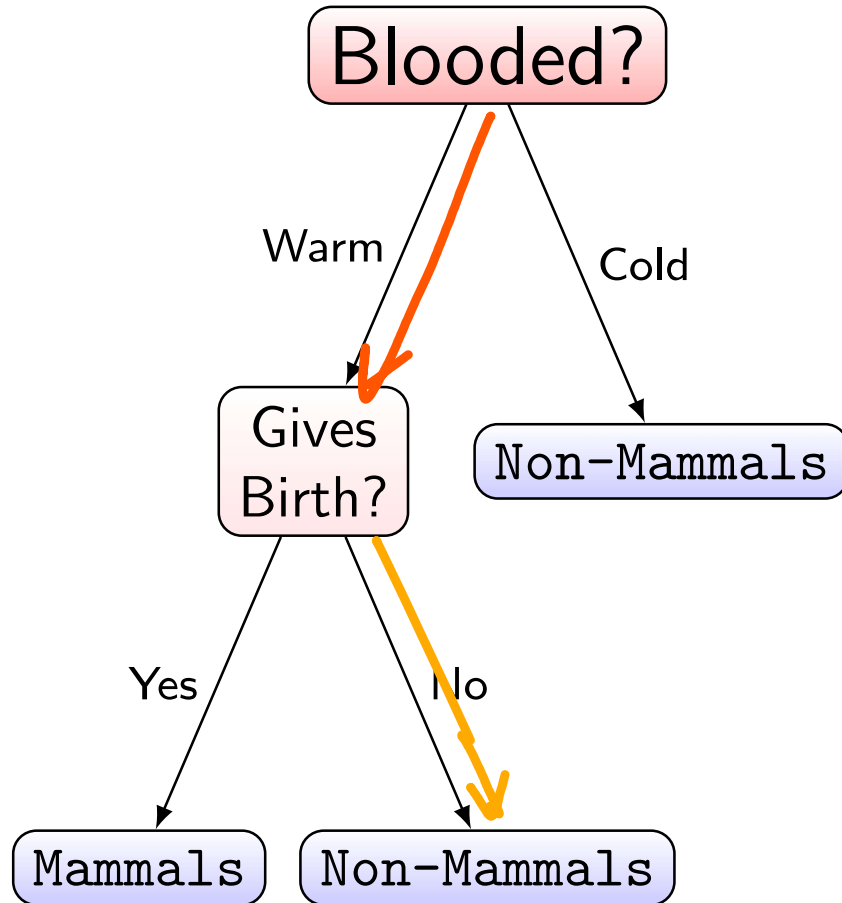 Blooded?
Warm
Cold
Gives
Birth?
Non-Mammals
Yes
No
Mammals
Non-Mammals